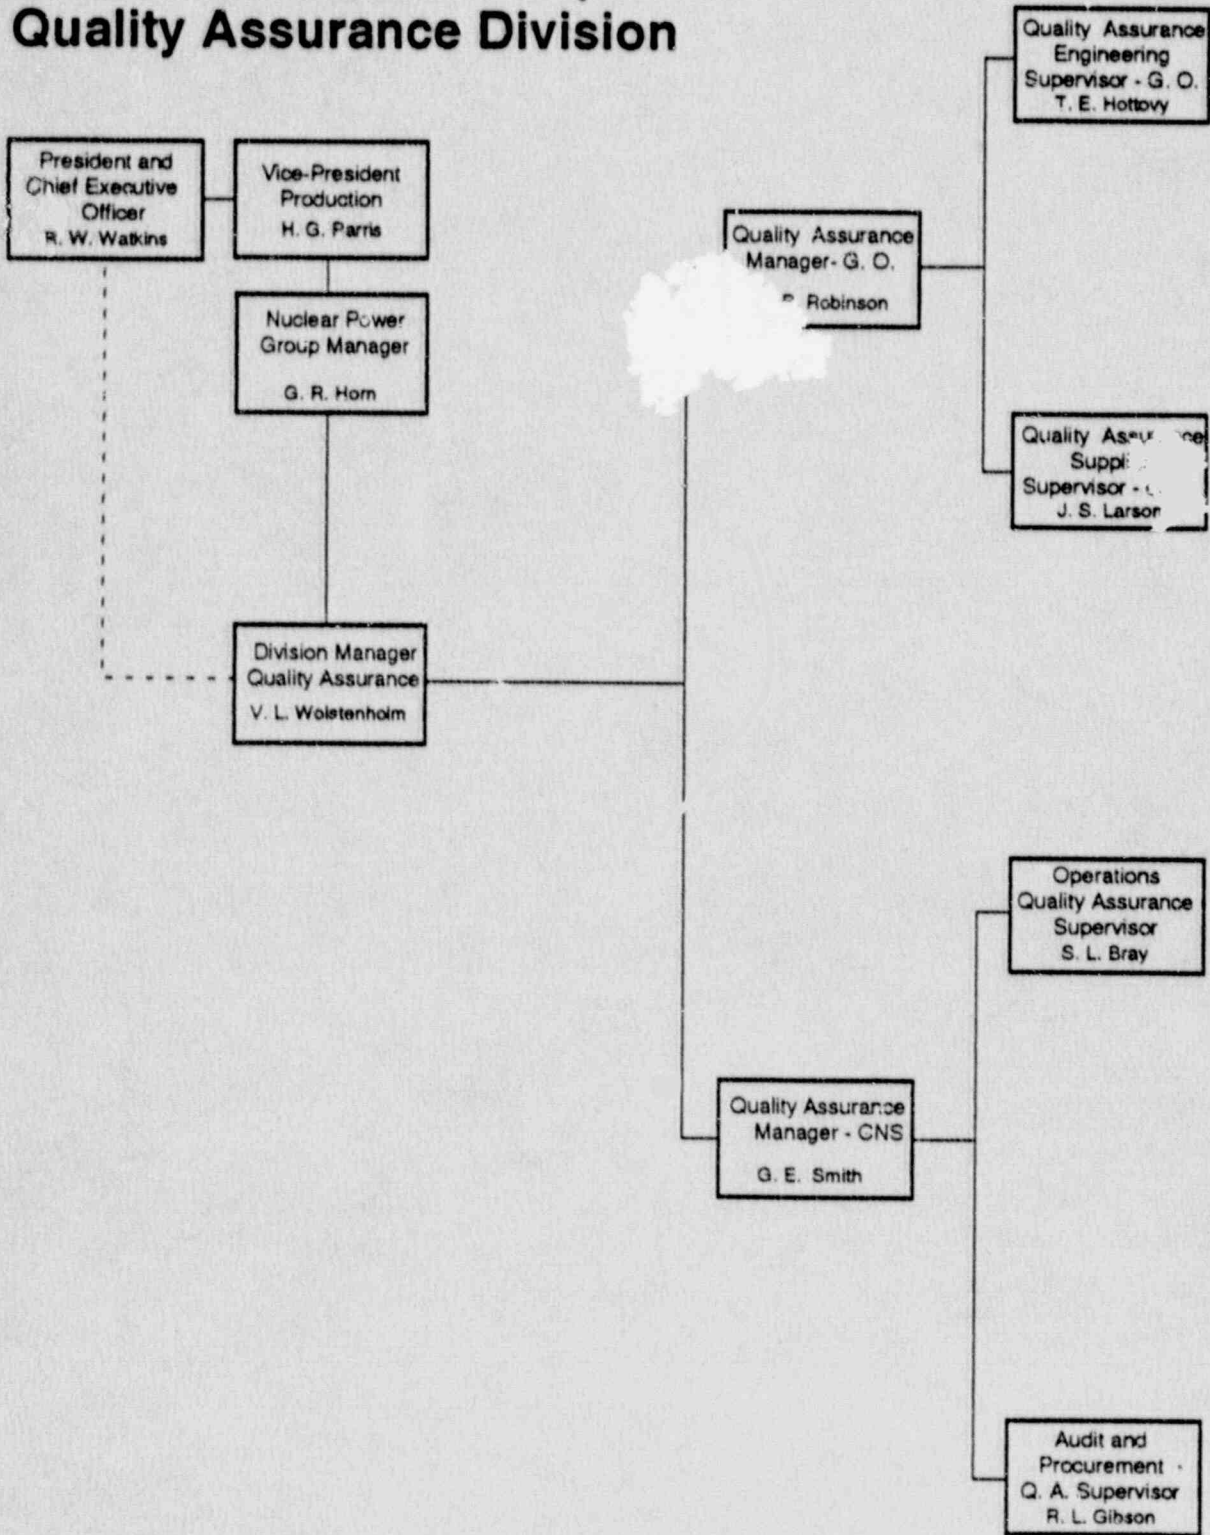 Quality Assurance Division
President and
Chief Executive
Officer
R. W. Watkins
Vice-President
Production
H. G. Parris
Nuclear Power
Group Manager
G. R. Horn
Division Manager
Quality Assurance
V. L. Wolstenholm
Quality Assurance
Manager- G. O.
Robinson
Quality Assurance
Engineering
Supervisor - G. O.
T. E. Hottovy
Quality
Supervisor -
J. S. Larson
Quality Assurance
Manager - CNS
G. E. Smith
Operations
Quality Assurance
Supervisor
S. L. Bray
Audit and
Procurement -
Q. A. Supervisor
R. L. Gibson